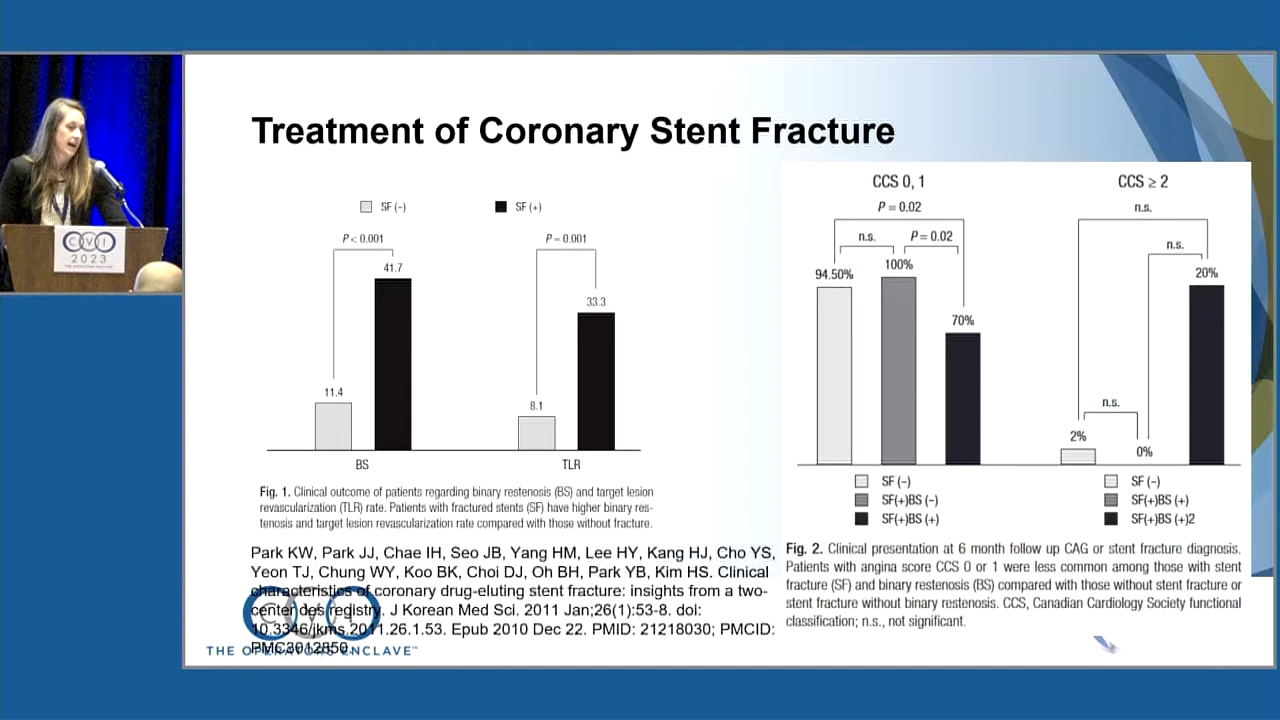 Treatment of Coronary Stent Fracture
SF (-)
SF (+)
P < 0.001
P = 0.001
41.7
33.3
11.4
8.1
BS
TLR
Fig. 1. Clinical outcome of patients regarding binary restenosis (BS) and target lesion
revascularization (TLR) rate. Patients with fractured stents (SF) have higher binary res-
tenosis and target lesion revascularization rate compared with those without fracture.
Park KW, Park JJ, Chae IH, Seo JB, Yang HM, Lee HY, Kang HJ, Cho YS,
Yeon TJ, Chung WY, Koo BK, Choi DJ, Oh BH, Park YB, Kim HS. Clinical
characteristics of coronary drug-eluting stent fracture: insights from a two-
center des registry. J Korean Med Sci. 2011 Jan;26(1):53-8. doi:
10.3346/jkms.2011.26.1.53. Epub 2010 Dec 22. PMID: 21218030; PMCID:
PMC3012850.
THE OPERATORS ENCLAVE™
CCS 0, 1
P = 0.02
n.s.
P = 0.02
94.50%
100%
70%
SF (-)
SF(+)BS (-)
SF(+)BS (+)
CCS ≥ 2
n.s.
n.s.
20%
n.s.
2%
0%
SF (-)
SF(+)BS (+)
SF(+)BS (+)2
Fig. 2. Clinical presentation at 6 month follow up CAG or stent fracture diagnosis.
Patients with angina score CCS 0 or 1 were less common among those with stent
fracture (SF) and binary restenosis (BS) compared with those without stent fracture or
stent fracture without binary restenosis. CCS, Canadian Cardiology Society functional
classification; n.s., not significant.
CVI
2023
THE OPERATORS ENCLAVE